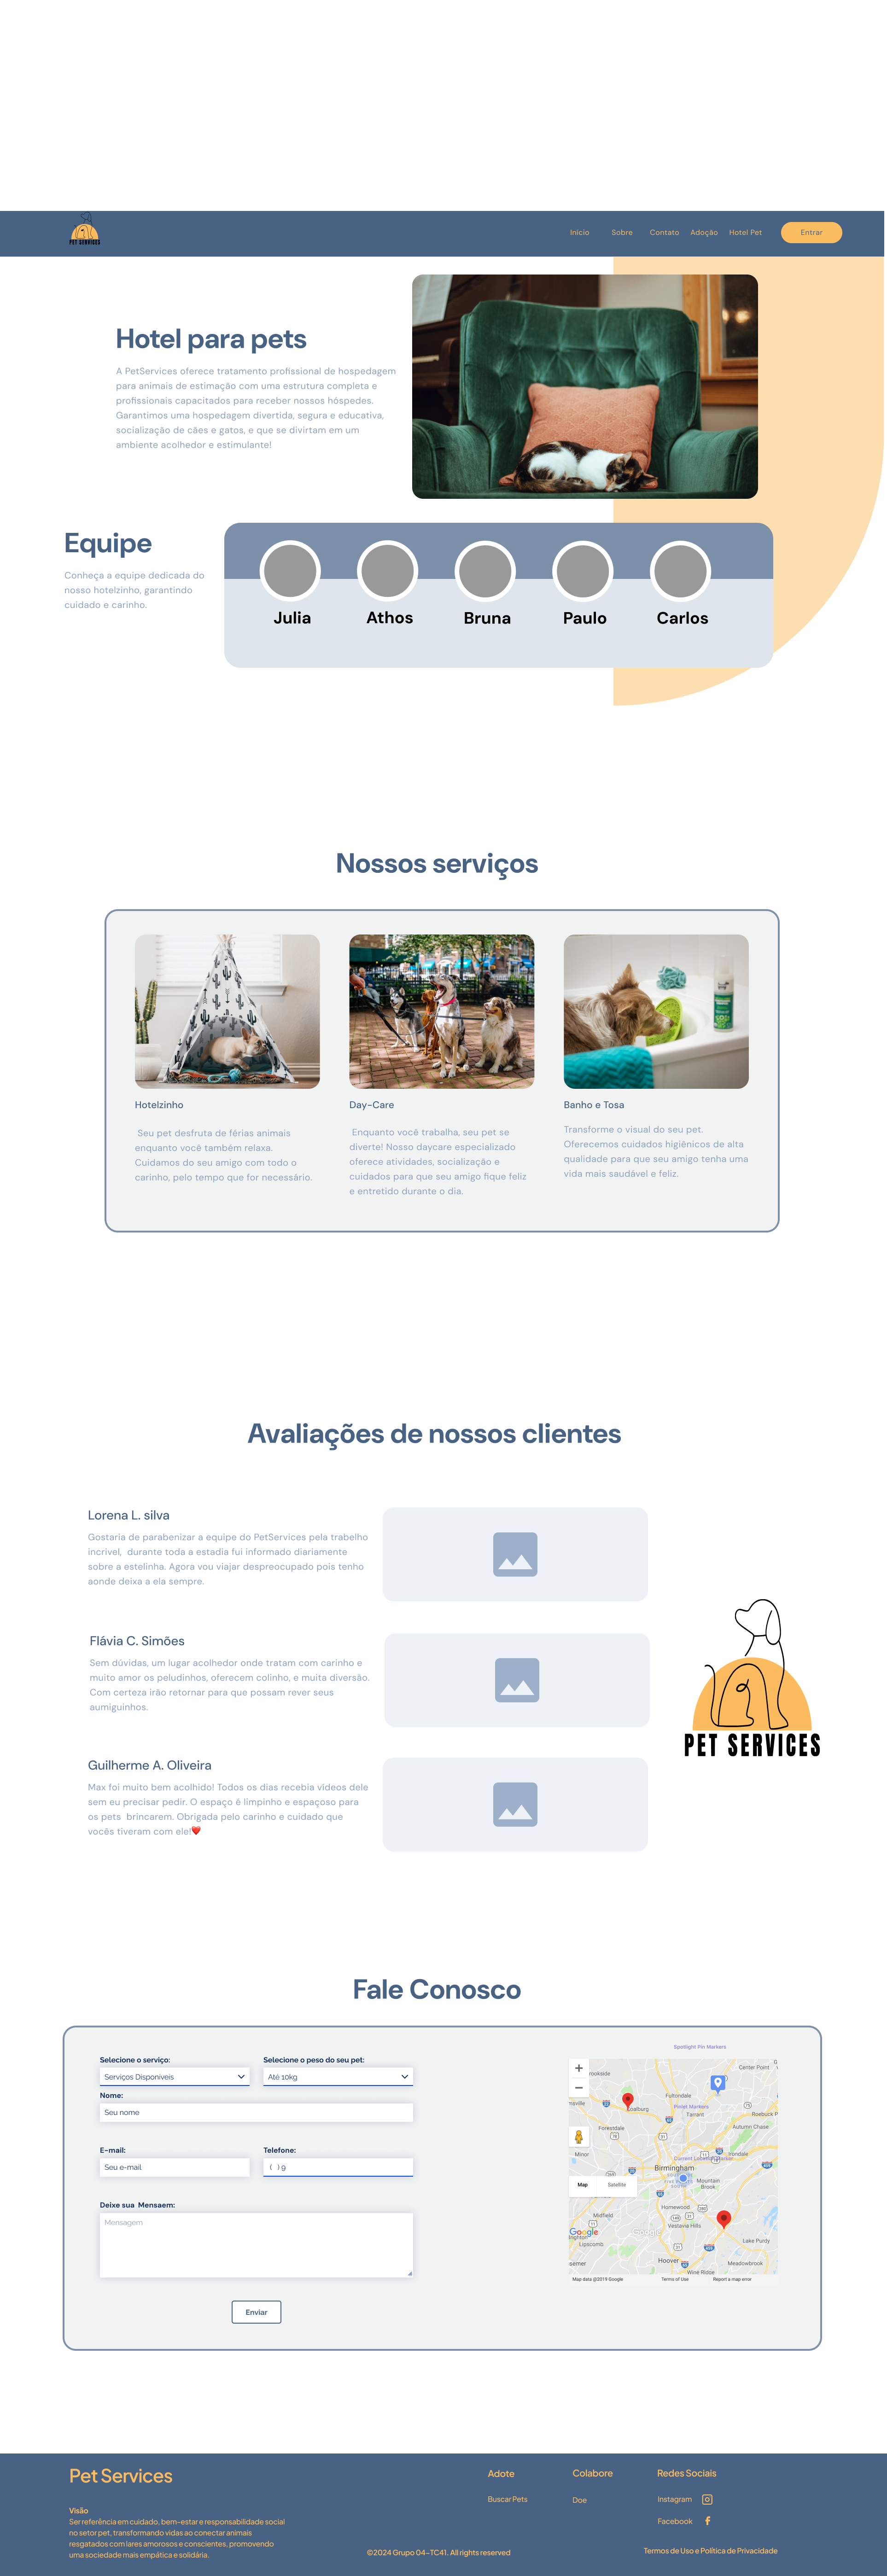 PET SERVICES
Início Sobre Contato Adoção Hotel Pet Entrar
Hotel para pets
A PetServices oferece tratamento profissional de hospedagem
para animais de estimação com uma estrutura completa e
profissionais capacitados para receber nossos hóspedes.
Garantimos uma hospedagem divertida, segura e educativa,
socialização de cães e gatos, e que se divirtam em um
ambiente acolhedor e estimulante!
Equipe
Conheça a equipe dedicada do
nosso hotelzinho, garantindo
cuidado e carinho.
Julia Athos Bruna Paulo Carlos
Nossos serviços
Hotelzinho
Seu pet desfruta de férias animais
enquanto você também relaxa.
Cuidamos do seu amigo com todo o
carinho, pelo tempo que for necessário.
Day-Care
Enquanto você trabalha, seu pet se
diverte! Nosso daycare especializado
oferece atividades, socialização e
cuidados para que seu amigo fique feliz
e entretido durante o dia.
Banho e Tosa
Transforme o visual do seu pet.
Oferecemos cuidados higiênicos de alta
qualidade para que seu amigo tenha uma
vida mais saudável e feliz.
Avaliações de nossos clientes
Lorena L. silva
Gostaria de parabenizar a equipe do PetServices pela trabelho
incrivel,  durante toda a estadia fui informado diariamente
sobre a estelinha. Agora vou viajar despreocupado pois tenho
aonde deixa a ela sempre.
Flávia C. Simões
Sem dúvidas, um lugar acolhedor onde tratam com carinho e
muito amor os peludinhos, oferecem colinho, e muita diversão.
Com certeza irão retornar para que possam rever seus
aumiguinhos.
PET SERVICES
Guilherme A. Oliveira
Max foi muito bem acolhido! Todos os dias recebia vídeos dele
sem eu precisar pedir. O espaço é limpinho e espaçoso para
os pets  brincarem. Obrigada pelo carinho e cuidado que
vocês tiveram com ele!❤️
Fale Conosco
Selecione o serviço: Selecione o peso do seu pet:
Serviços Disponíveis Até 10kg
Nome:
Seu nome
E-mail: Telefone:
Seu e-mail ( ) 9
Deixe sua  Mensaem:
Mensagem
Enviar
Spotlight Pin Markers
Center Point
rookside
Fultondale
Pinlet Markers
Tarrant
Roebuck P
Forestdale
Autumn Chase
Minor
Irondale
Birmingham
Mountain
Brook
Map Satellite
Homewood
Midfield
Vestavia Hills
Google
Lipscomb
Lake Purdy
Hoover
Meadowbrook
semer
Wine Ridge
Map data @2019 Google Terms of Use Report a map error
Pet Services
Visão
Ser referência em cuidado, bem-estar e responsabilidade social
no setor pet, transformando vidas ao conectar animais
resgatados com lares amorosos e conscientes, promovendo
uma sociedade mais empática e solidária.
Adote
Buscar Pets
Colabore
Doe
Redes Sociais
Instagram
Facebook
©2024 Grupo 04-TC41. All rights reserved
Termos de Uso e Política de Privacidade